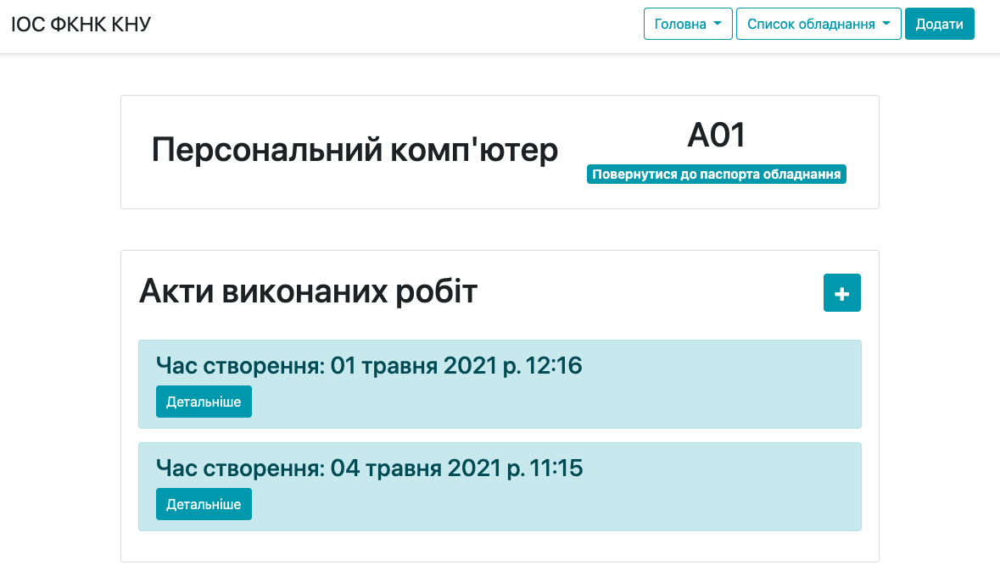 ІОС ФКНК КНУ
Головна
Список обладнання
Додати
Персональний комп'ютер
А01
Повернутися до паспорта обладнання
Акти виконаних робіт
+
Час створення: 01 травня 2021 р. 12:16
Детальніше
Час створення: 04 травня 2021 р. 11:15
Детальніше